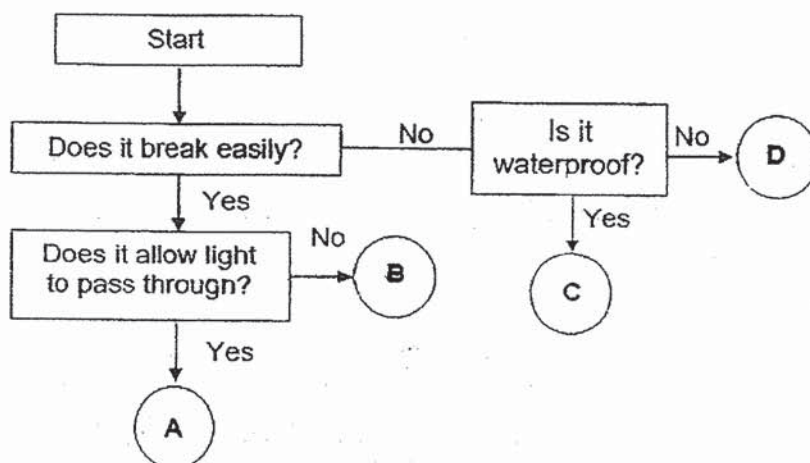 Start
Does it break easily?
No
Is it
waterproof?
No
D
Yes
Yes
Does it allow light
to pass througn?
No
B
C
Yes
A